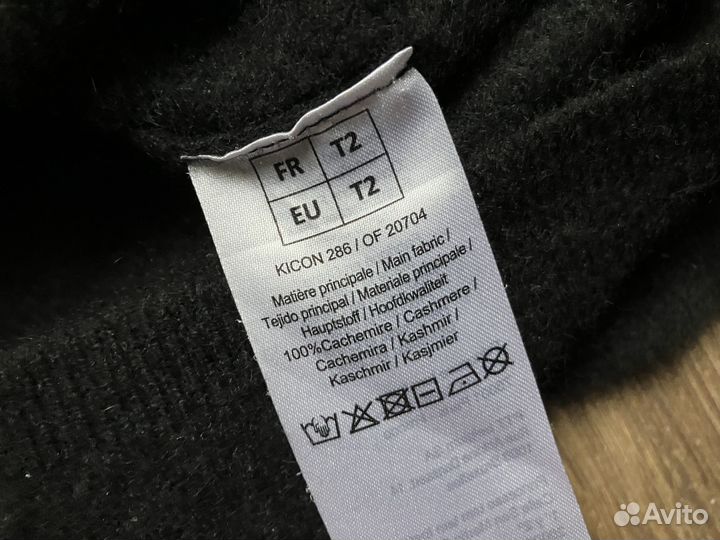 FR T2
EU T2
KICON 286 / OF 20704
Matière principale / Main fabric /
Tejido principal / Materiale principale /
Hauptstoff / Hoofdkwaliteit
100%Cachemire / Cashmere /
Cachemira / Kashmir /
Kaschmir / Kasjmier
Avito